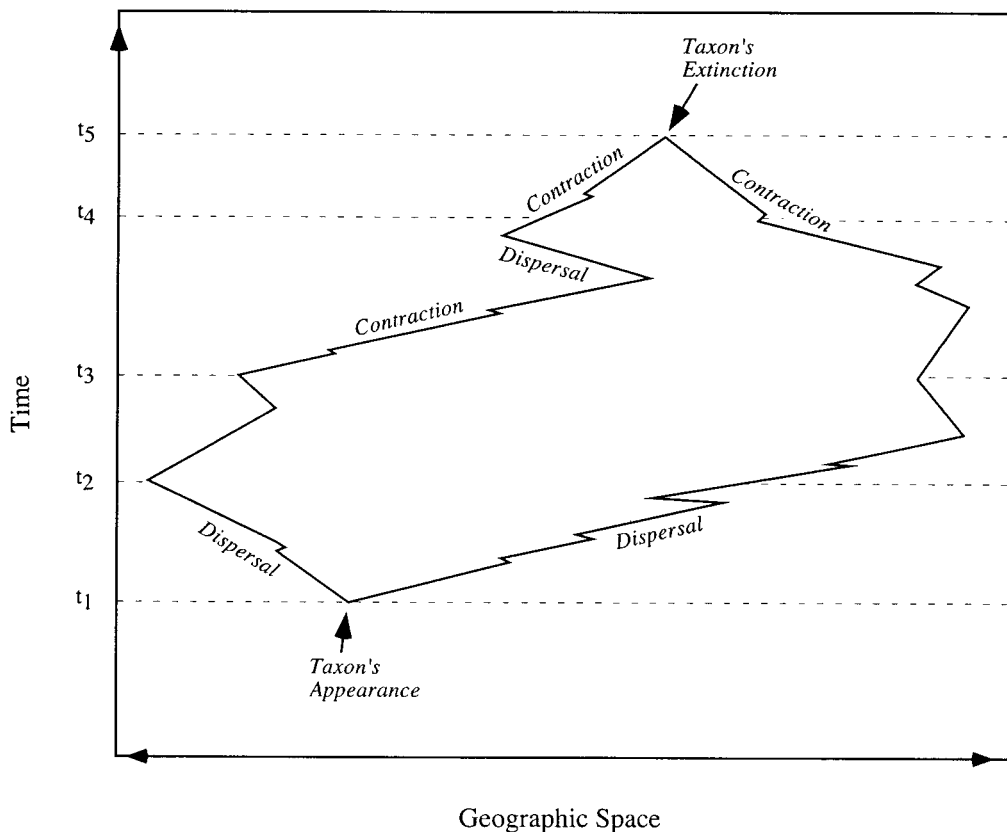 Taxon's
Extinction
t5
Contraction
Contraction
t4
Dispersal
Contraction
t3
Time
t2
Dispersal
Dispersal
t1
Taxon's
Appearance
Geographic Space